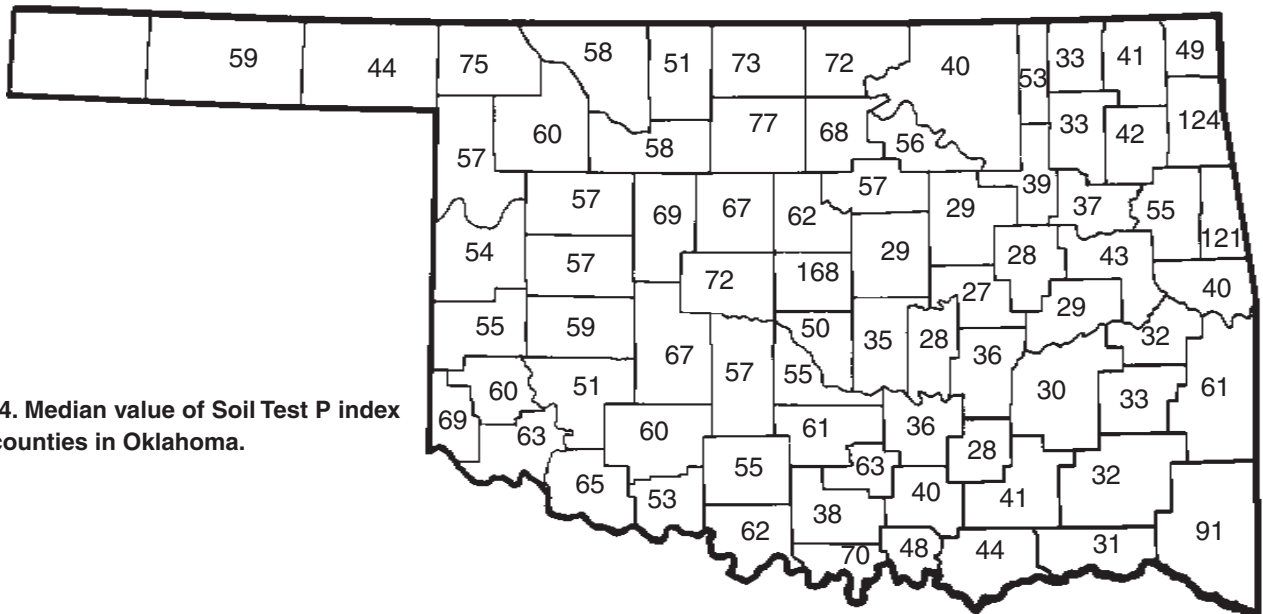 59 44 75 58 51 73 72 40 53 33 41 49
57 60 58 77 68 56 33 42 124
57 69 67 62 57 29 39 37 55 121
54 57 72 168 29 28 43 40
55 59 67 57 50 55 35 28 27 29 32
69 60 51 36 30 33 61
4. Median value of Soil Test P index
counties in Oklahoma.
63 60 61 63 36 28
65 53 55 38 40 41 32 91
62 70 48 44 31